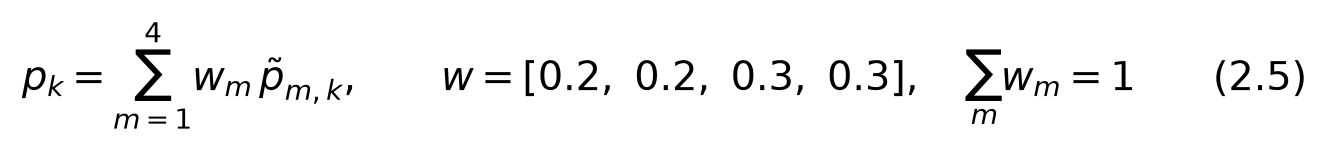 p_k = \sum_{m=1}^{4} w_m \tilde{p}_{m,k}, w = [0.2, 0.2, 0.3, 0.3], \sum_m w_m = 1 (2.5)